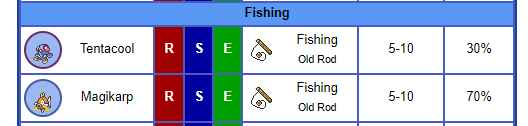 Fishing
Tentacool R S E Fishing 5-10 30%
Old Rod
Magikarp R S E Fishing 5-10 70%
Old Rod